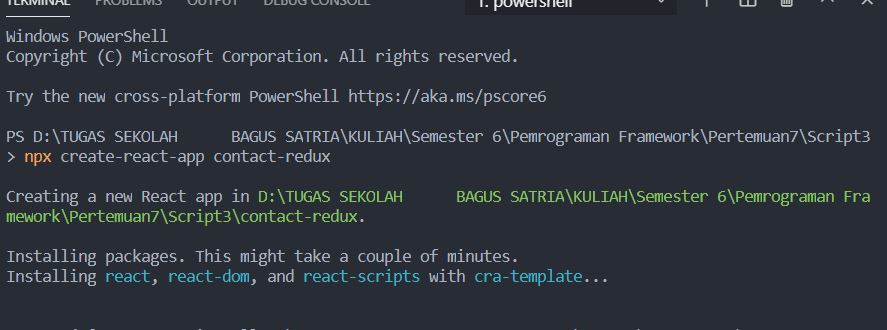 TERMINAL PROBLEMS OUTPUT DEBUG CONSOLE 1: powershell
Windows PowerShell
Copyright (C) Microsoft Corporation. All rights reserved.
Try the new cross-platform PowerShell https://aka.ms/pscore6
PS D:\TUGAS SEKOLAH      BAGUS SATRIA\KULIAH\Semester 6\Pemrograman Framework\Pertemuan7\Script3
> npx create-react-app contact-redux
Creating a new React app in D:\TUGAS SEKOLAH      BAGUS SATRIA\KULIAH\Semester 6\Pemrograman Fra
mework\Pertemuan7\Script3\contact-redux.
Installing packages. This might take a couple of minutes.
Installing react, react-dom, and react-scripts with cra-template...